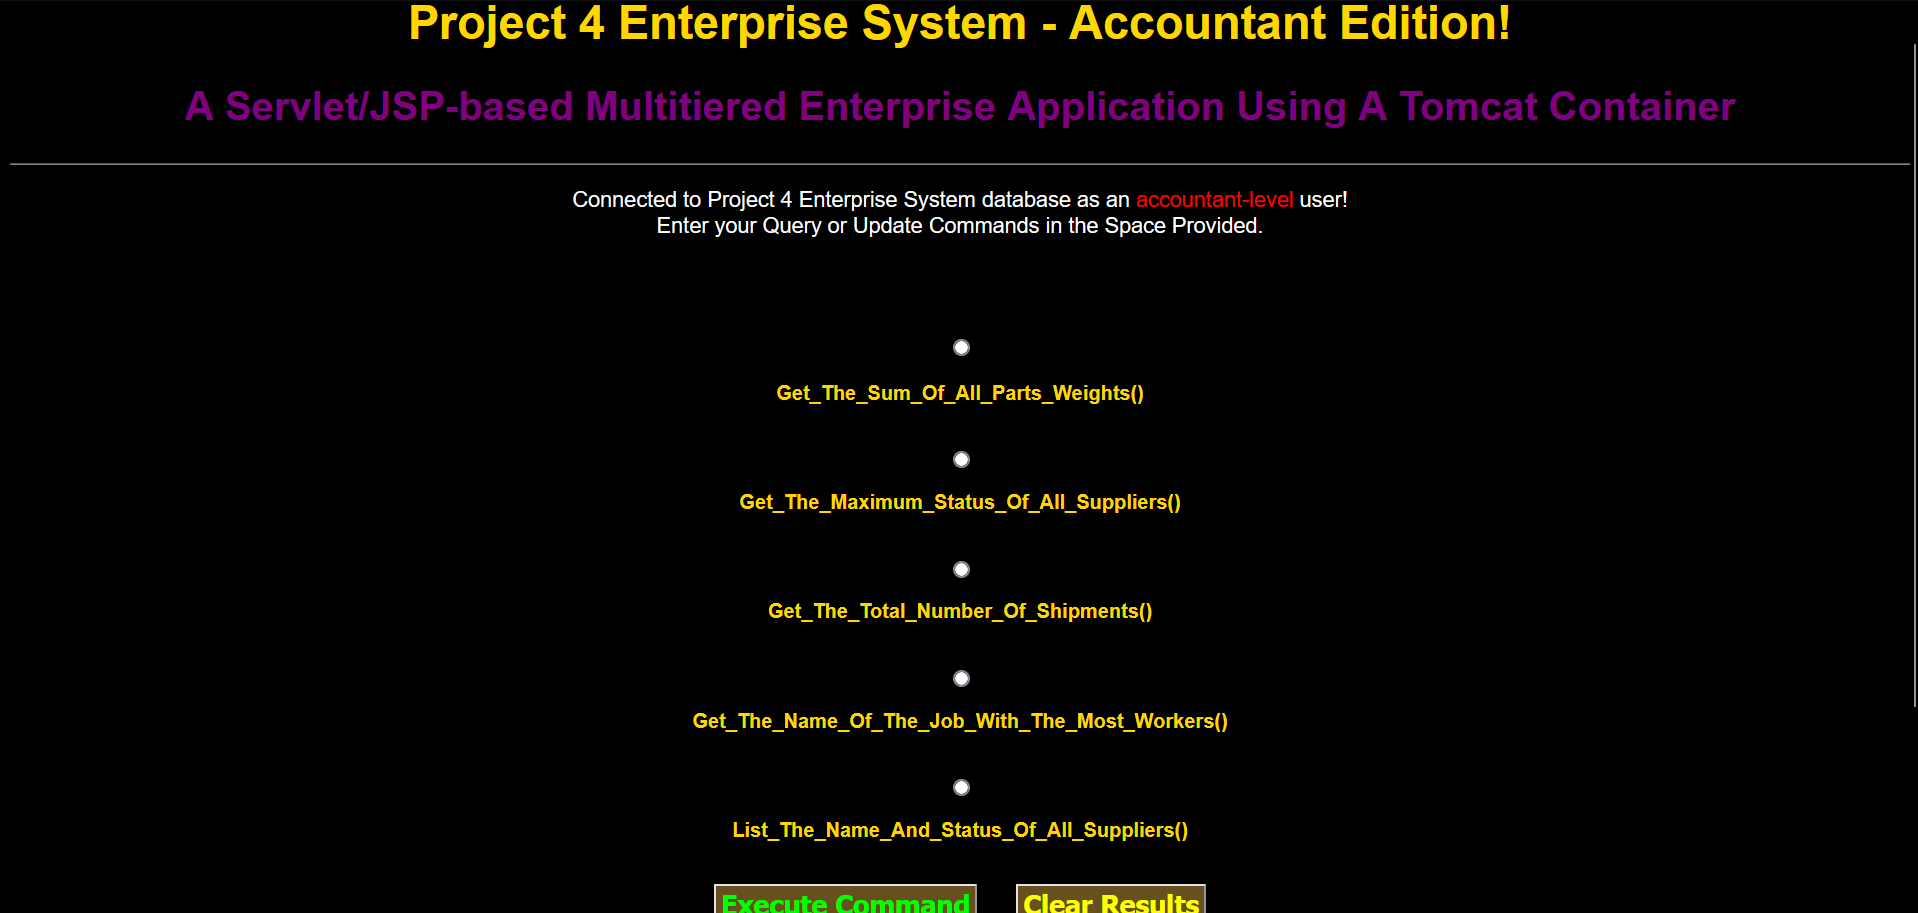 Project 4 Enterprise System - Accountant Edition!
A Servlet/JSP-based Multitiered Enterprise Application Using A Tomcat Container
Connected to Project 4 Enterprise System database as an accountant-level user!
Enter your Query or Update Commands in the Space Provided.
Get_The_Sum_Of_All_Parts_Weights()
Get_The_Maximum_Status_Of_All_Suppliers()
Get_The_Total_Number_Of_Shipments()
Get_The_Name_Of_The_Job_With_The_Most_Workers()
List_The_Name_And_Status_Of_All_Suppliers()
Execute Command Clear Results